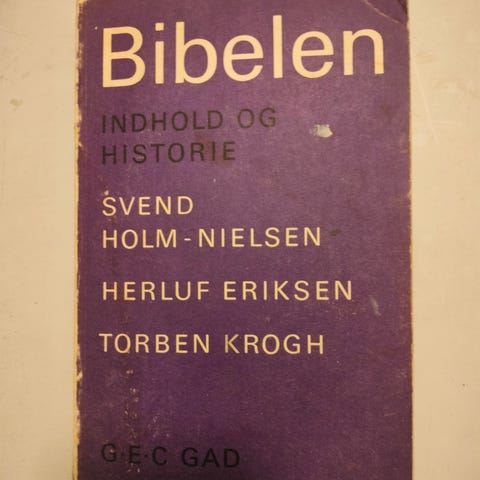 Bibelen
INDHOLD OG
HISTORIE
SVEND
HOLM-NIELSEN
HERLUF ERIKSEN
TORBEN KROGH
G·E·C GAD